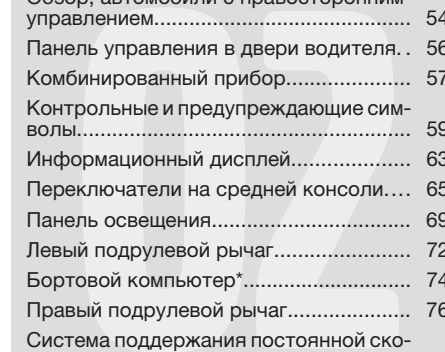 Обзор, автомобили с правосторонним
управлением....................................... 54
Панель управления в двери водителя. . 56
Комбинированный прибор................... 57
Контрольные и предупреждающие сим-
волы................................................... 59
Информационный дисплей................... 63
Переключатели на средней консоли.... 65
Панель освещения.............................. 69
Левый подрулевой рычаг..................... 72
Бортовой компьютер*......................... 74
Правый подрулевой рычаг................... 76
Система поддержания постоянной ско-
02